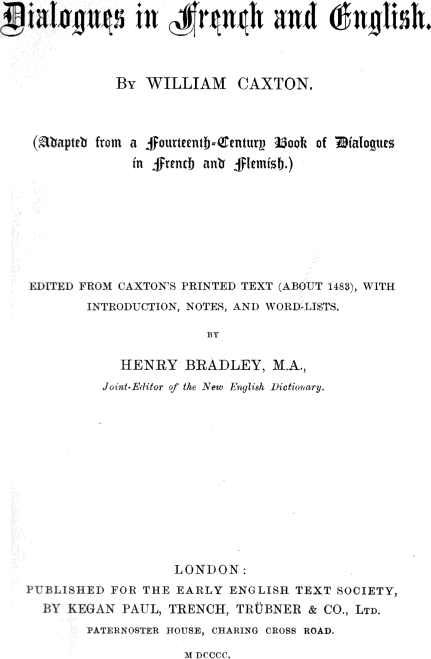 Dialogues in French and English.
By WILLIAM CAXTON.
(Adapted from a Fourteenth-Century Book of Dialogues
in French and Flemish.)
EDITED FROM CAXTON'S PRINTED TEXT (ABOUT 1483), WITH
INTRODUCTION, NOTES, AND WORD-LISTS.
BY
HENRY BRADLEY, M.A.,
Joint-Editor of the New English Dictionary.
LONDON:
PUBLISHED FOR THE EARLY ENGLISH TEXT SOCIETY,
BY KEGAN PAUL, TRENCH, TRÜBNER & CO., LTD.
PATERNOSTER HOUSE, CHARING CROSS ROAD.
M DCCCC.